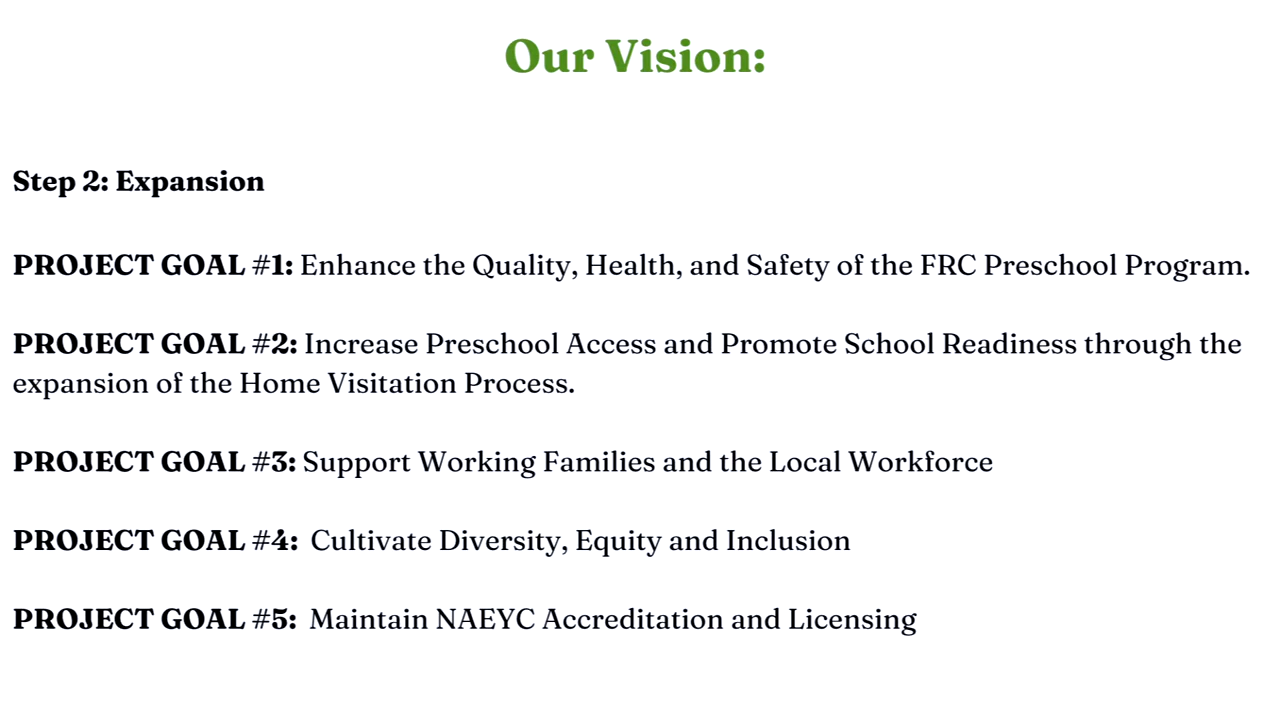 Our Vision:
Step 2: Expansion
PROJECT GOAL #1: Enhance the Quality, Health, and Safety of the FRC Preschool Program.
PROJECT GOAL #2: Increase Preschool Access and Promote School Readiness through the
expansion of the Home Visitation Process.
PROJECT GOAL #3: Support Working Families and the Local Workforce
PROJECT GOAL #4: Cultivate Diversity, Equity and Inclusion
PROJECT GOAL #5: Maintain NAEYC Accreditation and Licensing